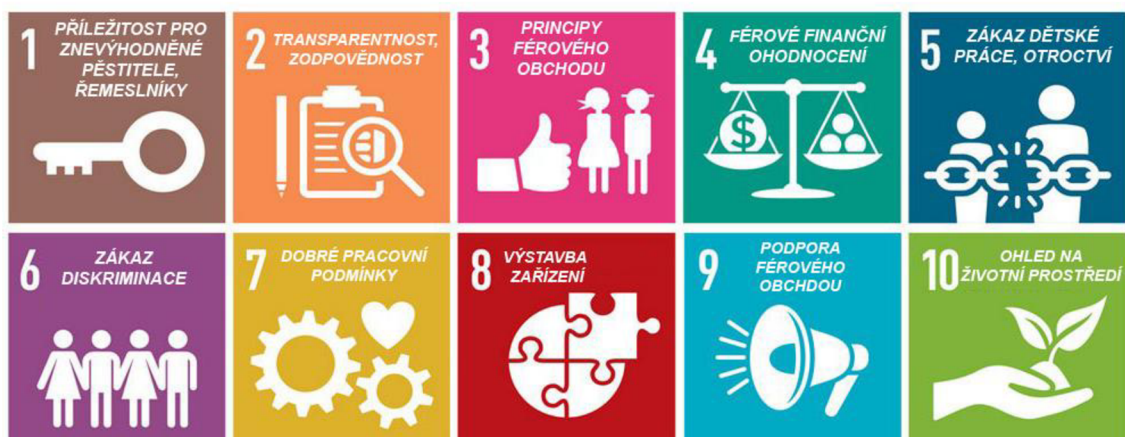 1
PŘÍLEŽITOST PRO
ZNEVÝHODNĚNÉ
PĚSTITELE,
ŘEMESLNÍKY
2
TRANSPARENTNOST,
ZODPOVĚDNOST
3
PRINCIPY
FÉROVÉHO
OBCHODU
4
FÉROVÉ FINANČNÍ
OHODNOCENÍ
$
5
ZÁKAZ DĚTSKÉ
PRÁCE, OTROCTVÍ
6
ZÁKAZ
DISKRIMINACE
7
DOBRÉ PRACOVNÍ
PODMÍNKY
8
VÝSTAVBA
ZAŘÍZENÍ
9
PODPORA
FÉROVÉHO
OBCHDOU
10
OHLED NA
ŽIVOTNÍ PROSTŘEDÍ